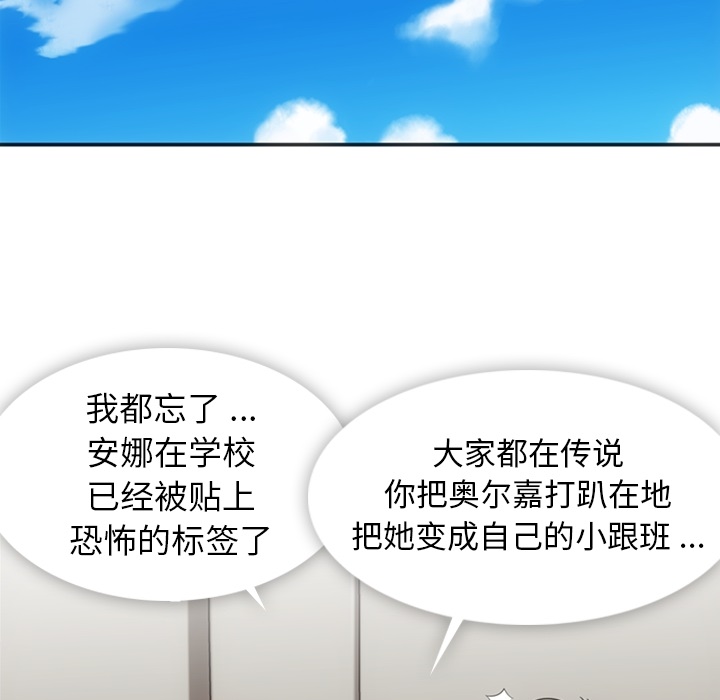 我都忘了...
安娜在学校
已经被贴上
恐怖的标签了
大家都在传说
你把奥尔嘉打趴在地
把她变成自己的小跟班...